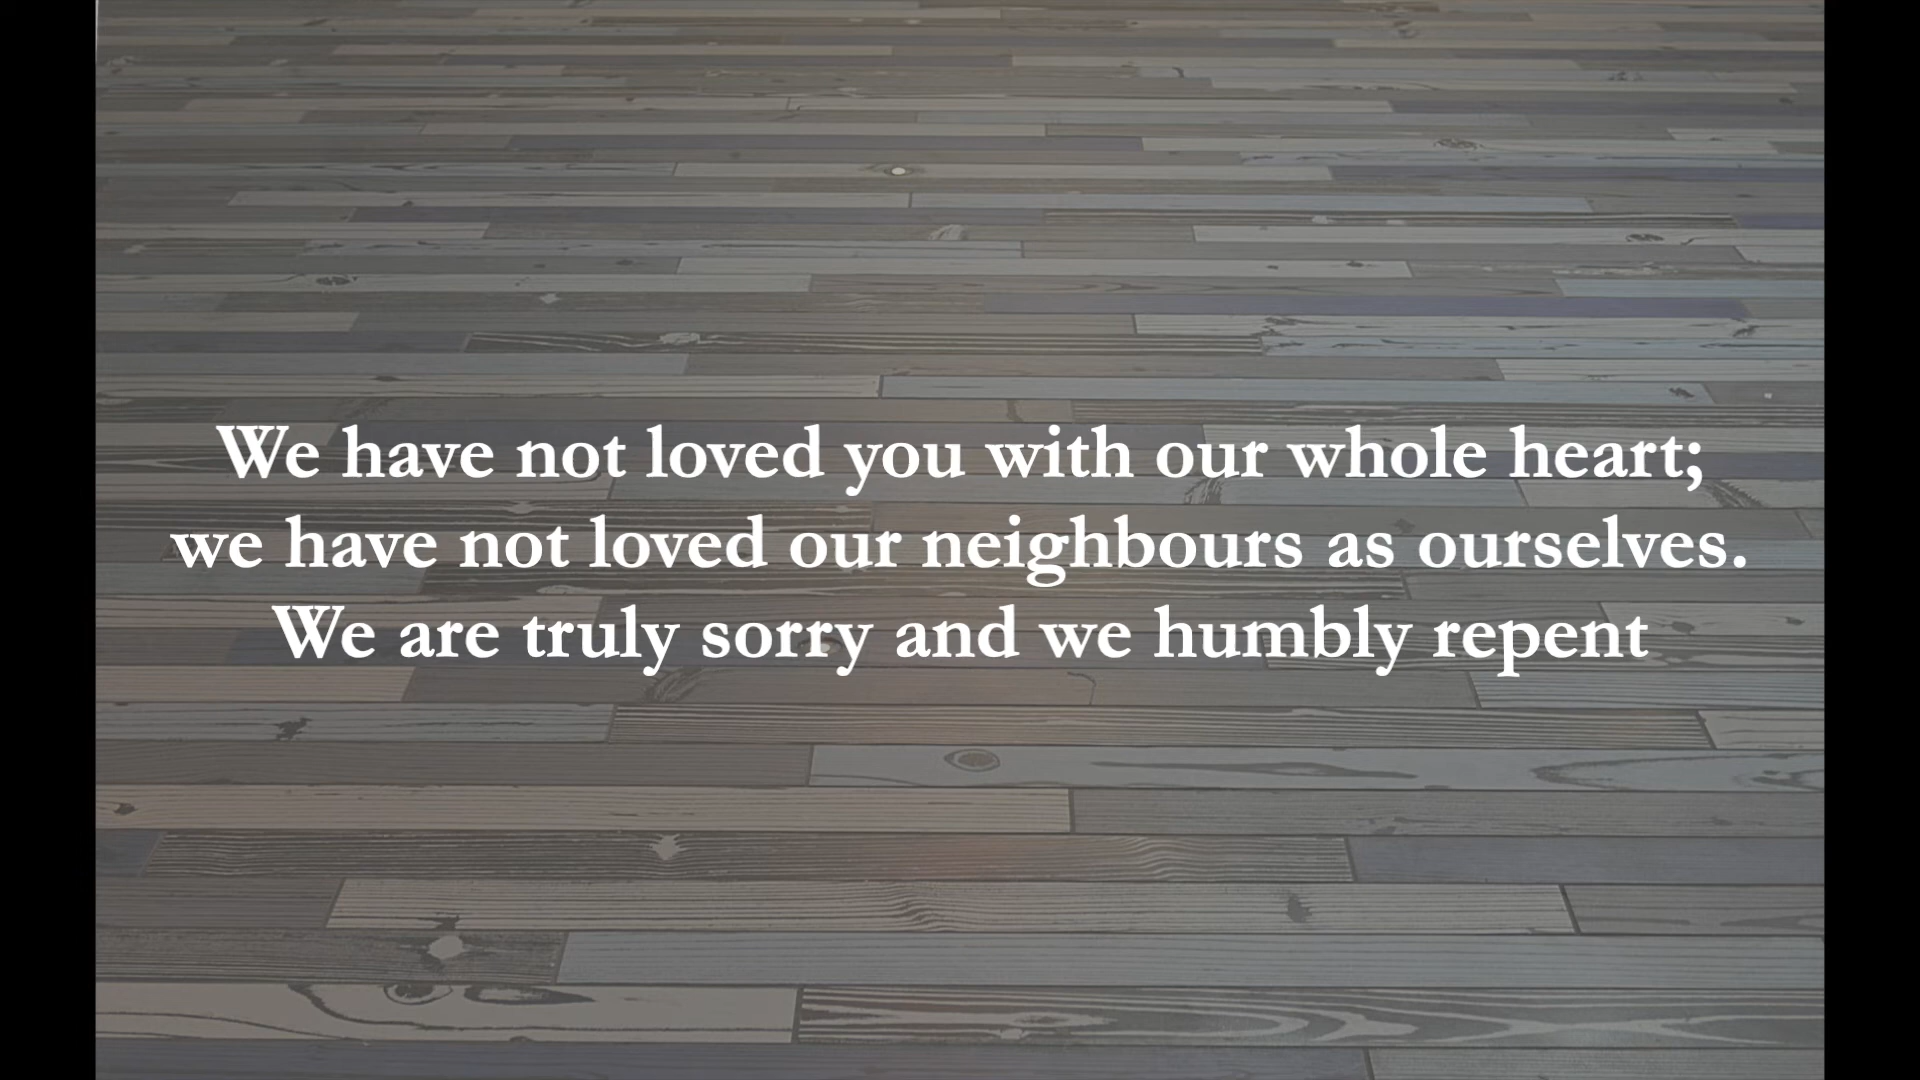 We have not loved you with our whole heart;
we have not loved our neighbours as ourselves.
We are truly sorry and we humbly repent